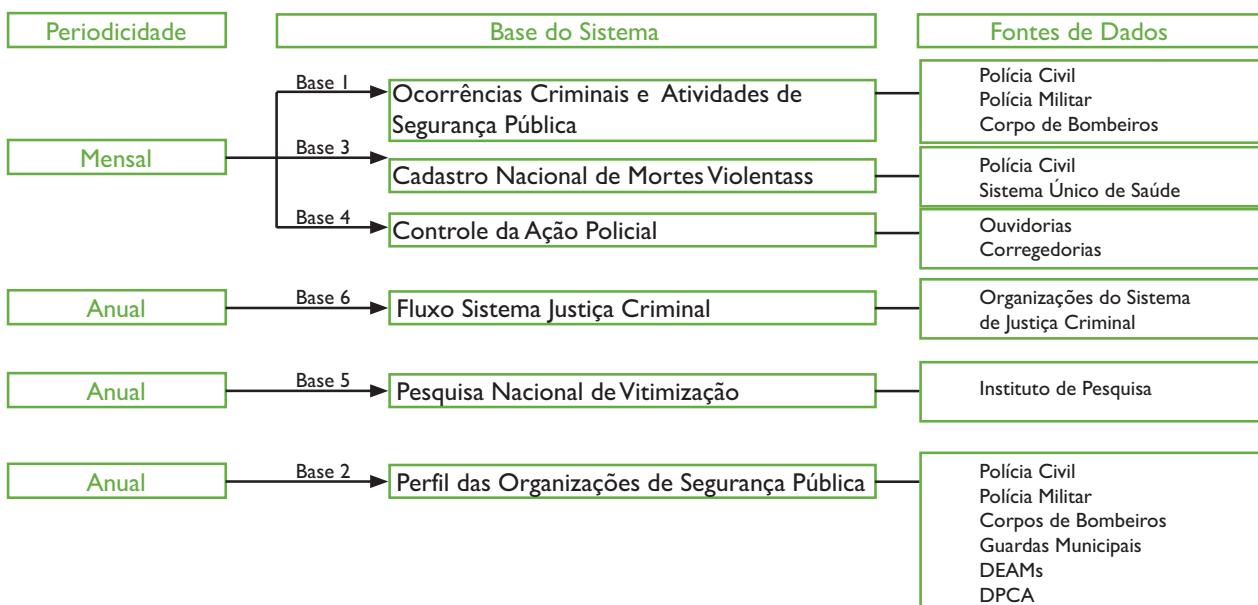 Periodicidade
Base do Sistema
Fontes de Dados
Mensal
Base 1
Ocorrências Criminais e Atividades de
Segurança Pública
Polícia Civil
Polícia Militar
Corpo de Bombeiros
Base 3
Cadastro Nacional de Mortes Violentass
Polícia Civil
Sistema Único de Saúde
Base 4
Controle da Ação Policial
Ouvidorias
Corregedorias
Anual
Base 6
Fluxo Sistema Justiça Criminal
Organizações do Sistema
de Justiça Criminal
Anual
Base 5
Pesquisa Nacional de Vitimização
Instituto de Pesquisa
Anual
Base 2
Perfil das Organizações de Segurança Pública
Polícia Civil
Polícia Militar
Corpos de Bombeiros
Guardas Municipais
DEAMs
DPCA